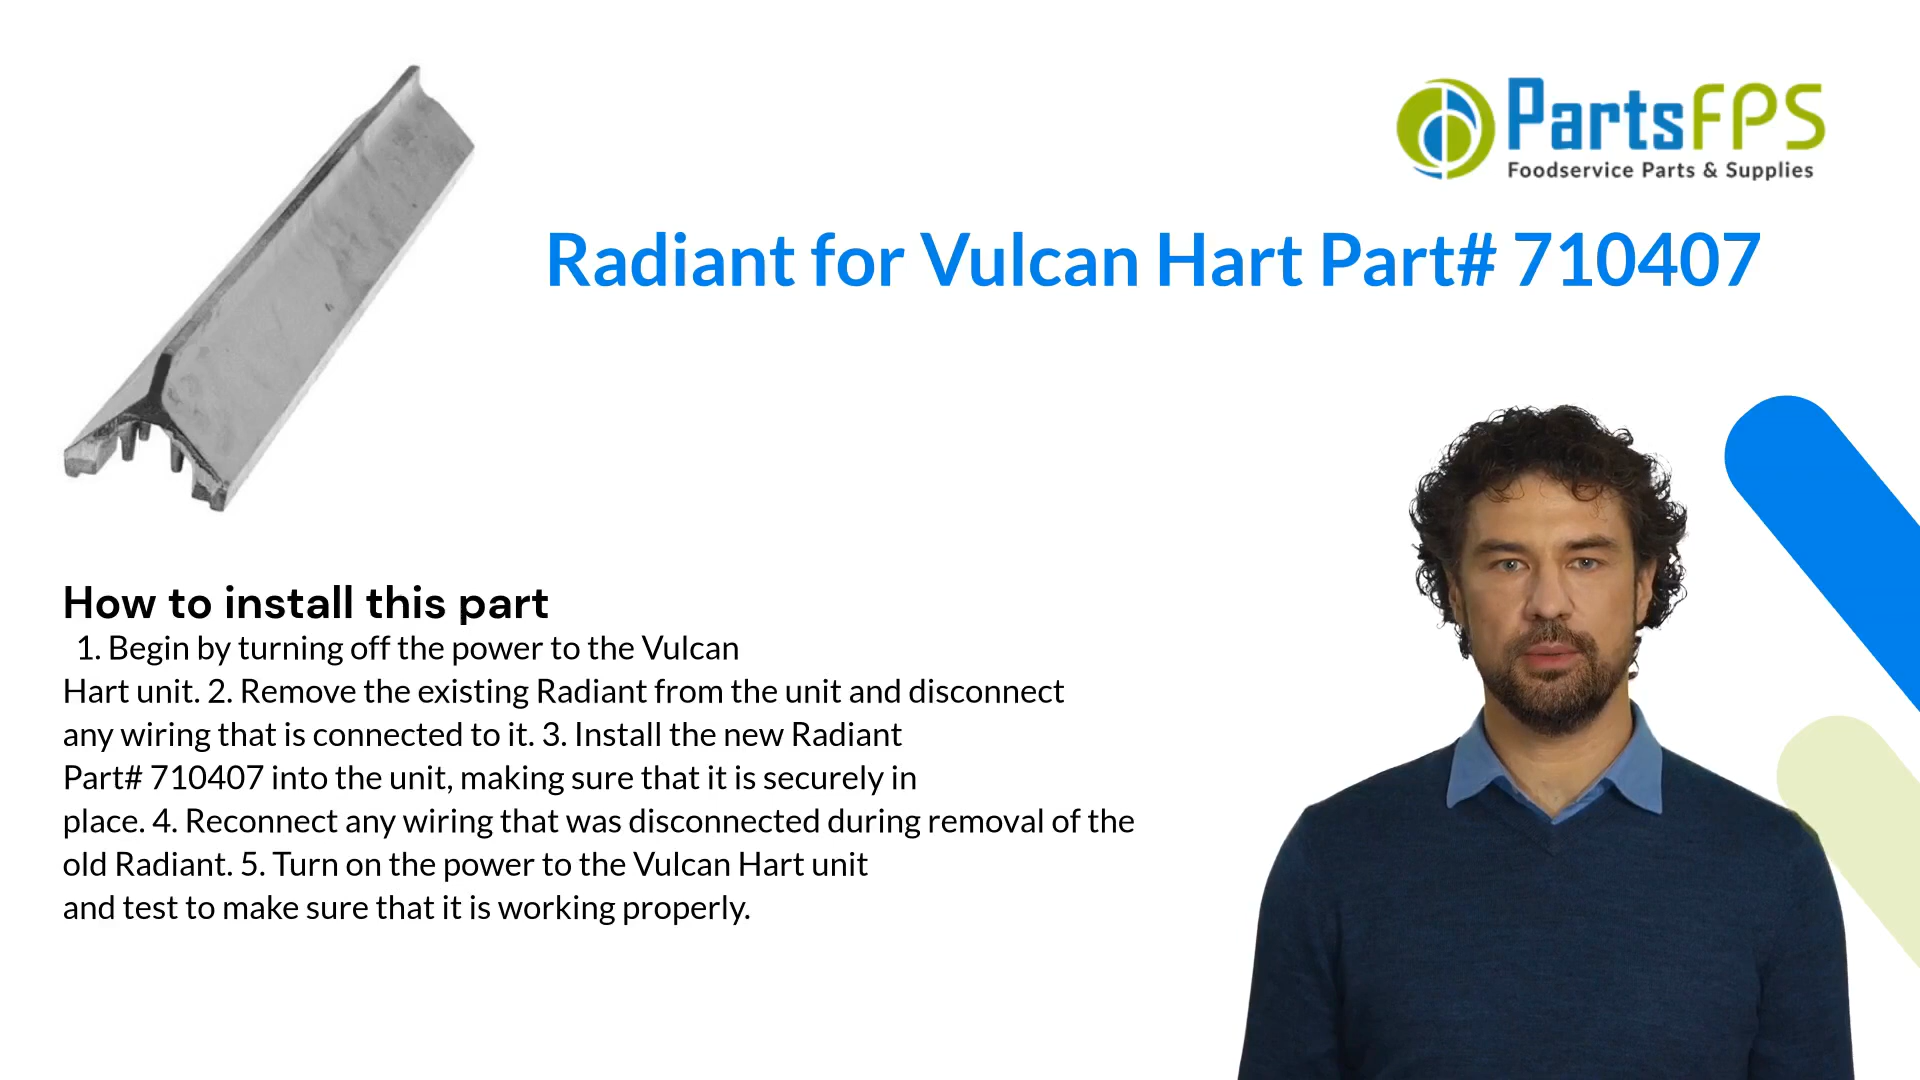 PartsFPS
Foodservice Parts & Supplies
Radiant for Vulcan Hart Part# 710407
How to install this part
1. Begin by turning off the power to the Vulcan
Hart unit. 2. Remove the existing Radiant from the unit and disconnect
any wiring that is connected to it. 3. Install the new Radiant
Part# 710407 into the unit, making sure that it is securely in
place. 4. Reconnect any wiring that was disconnected during removal of the
old Radiant. 5. Turn on the power to the Vulcan Hart unit
and test to make sure that it is working properly.